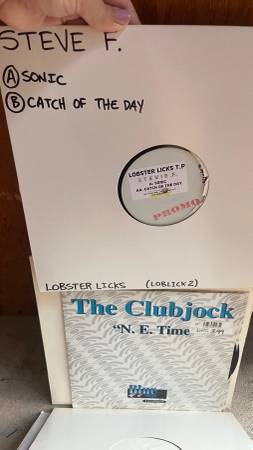 STEVE F.
Ⓐ SONIC
Ⓑ CATCH OF THE DAY
LOBSTER LICKS T.P
STEVIE F.
A: SONIC
AA: CATCH OF THE DAY
PROMO
LOBSTER LICKS (LOBLICK 2)
The Clubjock
"N. E. Time